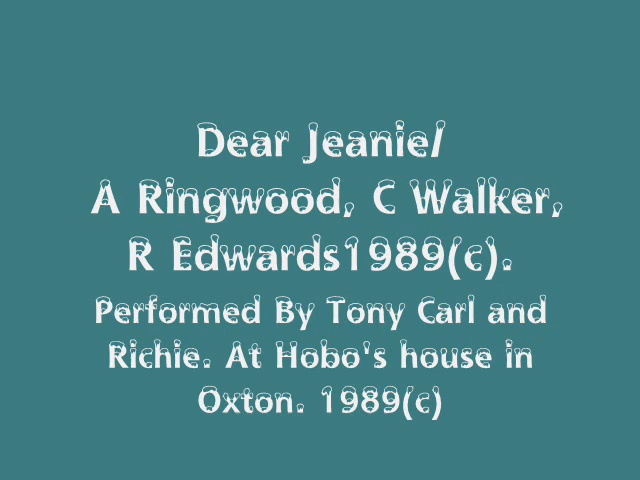 Dear Jeanie/
A Ringwood, C Walker,
R Edwards1989(c).
Performed By Tony Carl and
Richie. At Hobo's house in
Oxton. 1989(c)